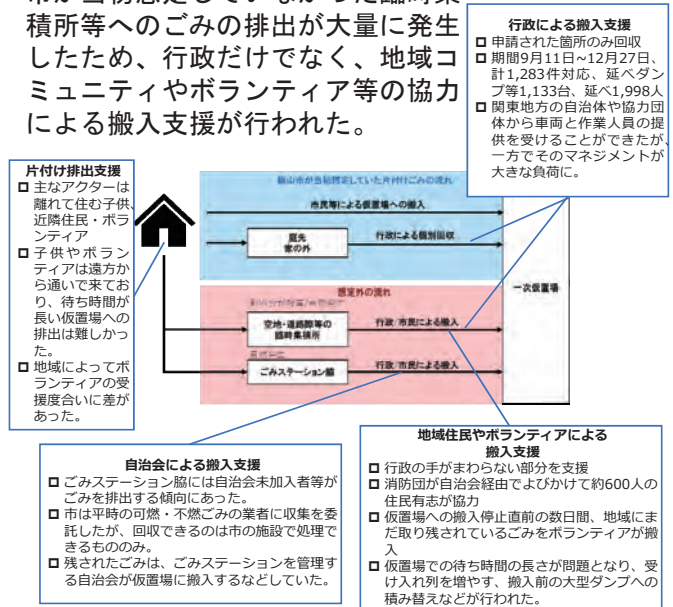 積所等へのごみの排出が大量に発生
したため、行政だけでなく、地域コ
ミュニティやボランティア等の協力
による搬入支援が行われた。
行政による搬入支援
申請された箇所のみ回収
期間9月11日~12月27日、
計1,283件対応、延べダン
プ等1,133台、延べ1,998人
関東地方の自治体や協力団
体から車両と作業人員の提
供を受けることができたが、
一方でそのマネジメントが
大きな負荷に。
片付け排出支援
主なアクターは
離れて住む子供、
近隣住民・ボラ
ンティア
子供やボラン
ティアは遠方か
ら通いで来てお
り、待ち時間が
長い仮置場への
排出は難しかっ
た。
地域によってボ
ランティアの受
援度合いに差が
あった。
市が当初想定していた片付けごみの流れ
市民等による仮置場への搬入
庭先
家の外
行政による個別回収
想定外の流れ
空地・道路脇等の
臨時集積所
行政/市民による搬入
ごみステーション脇
行政/市民による搬入
一次仮置場
自治会による搬入支援
ごみステーション脇には自治会未加入者等が
ごみを排出する傾向にあった。
市は平時の可燃・不燃ごみの業者に収集を委
託したが、回収できるのは市の施設で処理で
きるもののみ。
残されたごみは、ごみステーションを管理す
る自治会が仮置場に搬入するなどしていた。
地域住民やボランティアによる
搬入支援
行政の手がまわらない部分を支援
消防団が自治会経由でよびかけて約600人の
住民有志が協力
仮置場への搬入停止直前の数日間、地域にま
だ取り残されているごみをボランティアが搬
入
仮置場での待ち時間の長さが問題となり、受
け入れ列を増やす、搬入前の大型ダンプへの
積み替えなどが行われた。